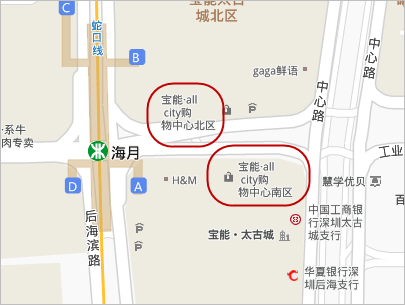 宝能太古
城北区
C
蛇口线
B
中心路
gaga鲜语
宝能·all
city购
物中心北区
中心路
·系牛
肉专卖
海月
工业
宝能·all
city购
物中心南区
H&M
慧学优贝
D
A
百
后海滨路
中国工商银
行深圳太古
城支行
宝能·太古城
华夏银行深
圳后海支行